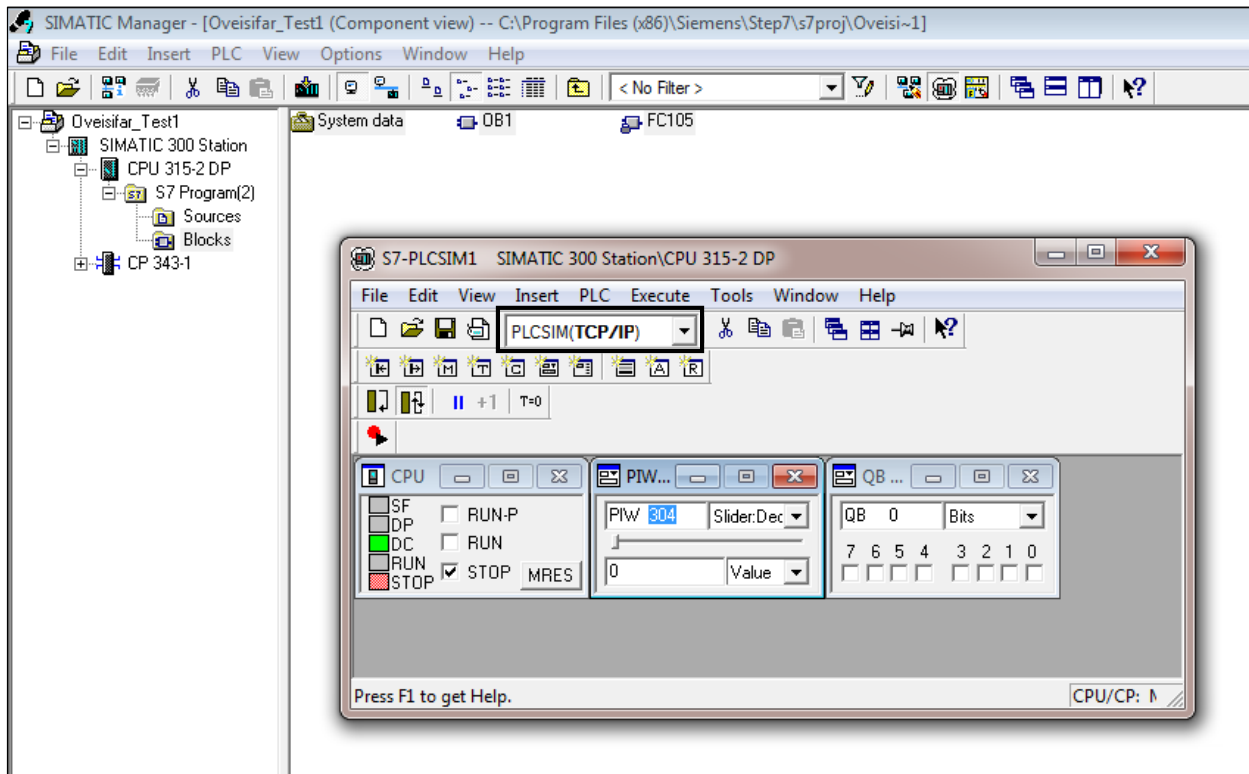 SIMATIC Manager - [Oveisifar_Test1 (Component view) -- C:\Program Files (x86)\Siemens\Step7\s7proj\Oveisi~1]
File Edit Insert PLC View Options Window Help
< No Filter >
Oveisifar_Test1
SIMATIC 300 Station
CPU 315-2 DP
S7 Program(2)
Sources
Blocks
CP 343-1
System data OB1 FC105
S7-PLCSIM1 SIMATIC 300 Station\CPU 315-2 DP
File Edit View Insert PLC Execute Tools Window Help
PLCSIM(TCP/IP)
+1 T=0
CPU
SF
DP
DC
RUN
STOP
RUN-P
RUN
STOP
MRES
PIW...
PIW 304 Slider:Dec
0 Value
QB ...
QB 0 Bits
7 6 5 4 3 2 1 0
Press F1 to get Help.
CPU/CP: